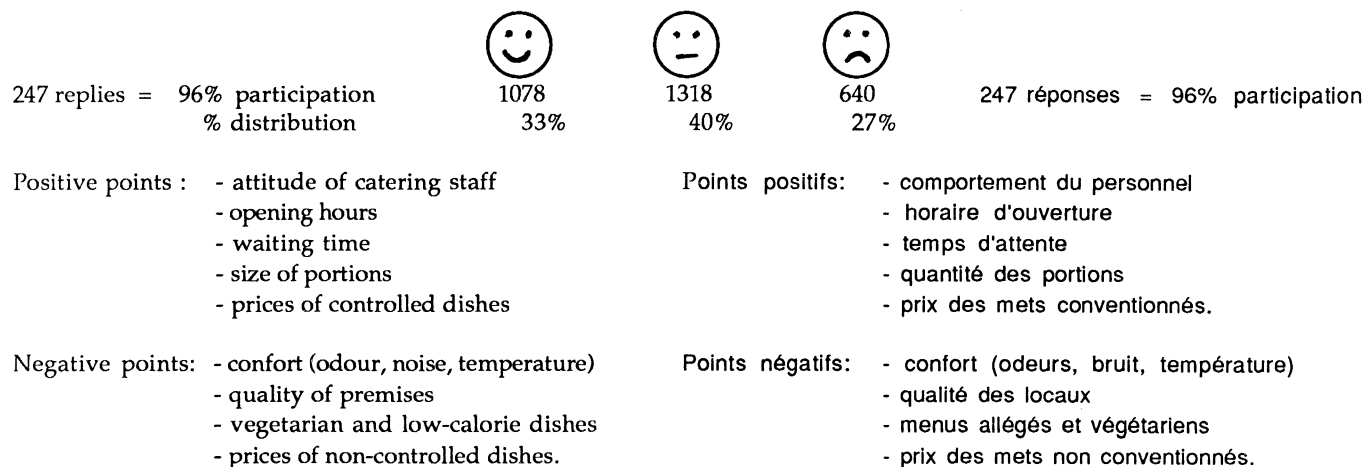 247 replies = 96% participation 1078 1318 640 247 réponses = 96% participation
% distribution 33% 40% 27%
Positive points : - attitude of catering staff
- opening hours
- waiting time
- size of portions
- prices of controlled dishes
Points positifs: - comportement du personnel
- horaire d'ouverture
- temps d'attente
- quantité des portions
- prix des mets conventionnés.
Negative points: - confort (odour, noise, temperature)
- quality of premises
- vegetarian and low-calorie dishes
- prices of non-controlled dishes.
Points négatifs: - confort (odeurs, bruit, température)
- qualité des locaux
- menus allégés et végétariens
- prix des mets non conventionnés.